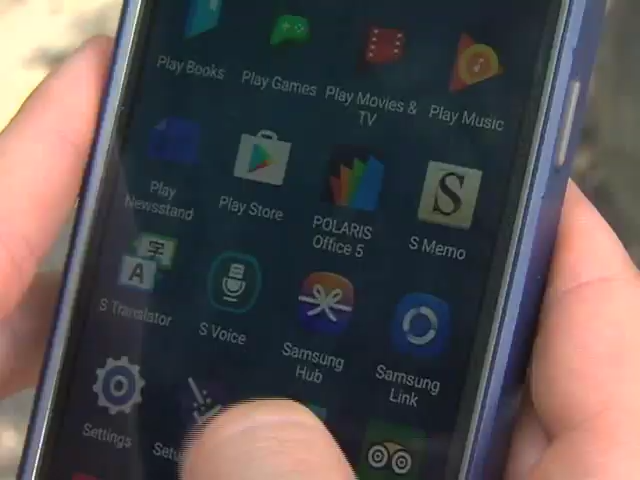 Play Books
Play Games
Play Movies &
TV
Play Music
Play
Newsstand
Play Store
POLARIS
Office 5
S
S Memo
字
A
S Translator
S Voice
Samsung
Hub
Samsung
Link
Settings